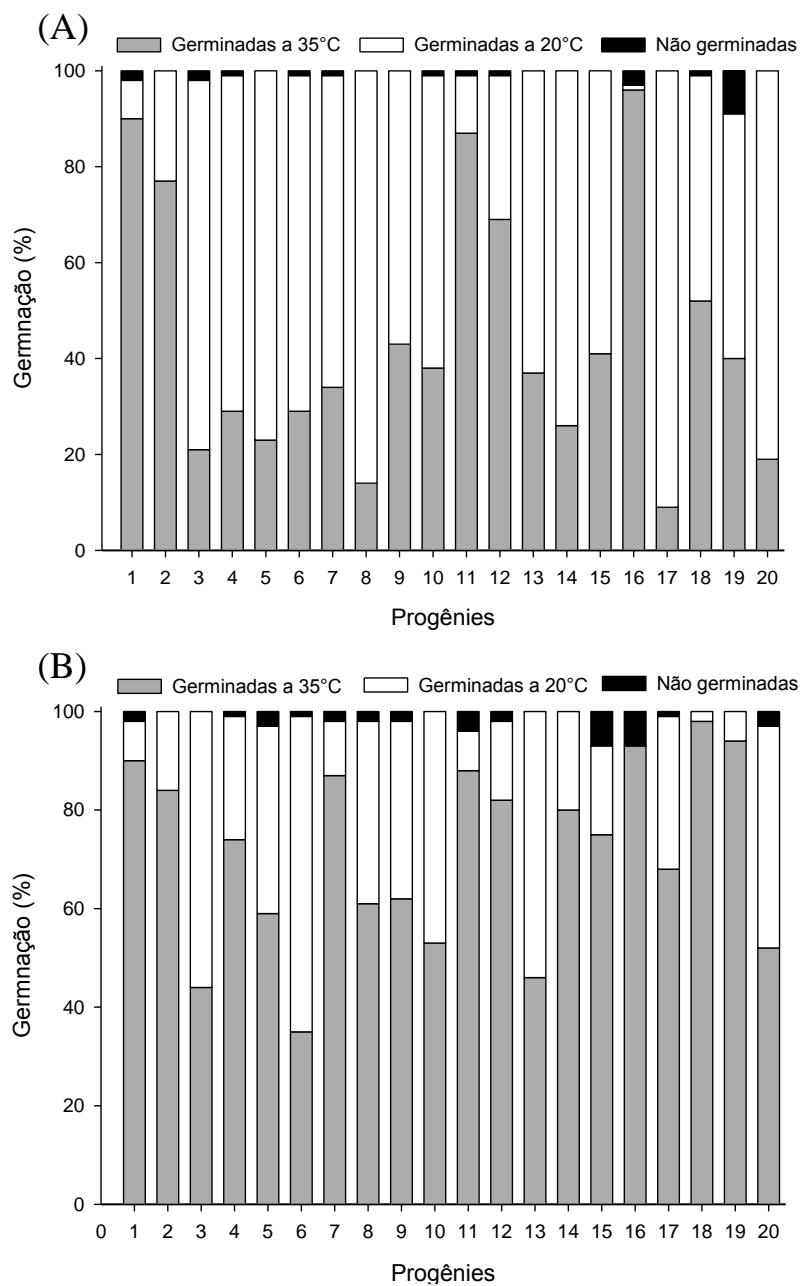 (A)
Germinadas a 35°C Germinadas a 20°C Não germinadas
100
80
60
40
20
0
Germnação (%)
1 2 3 4 5 6 7 8 9 10 11 12 13 14 15 16 17 18 19 20
Progênies
(B)
Germinadas a 35°C Germinadas a 20°C Não germinadas
100
80
60
40
20
0
Germnação (%)
0 1 2 3 4 5 6 7 8 9 10 11 12 13 14 15 16 17 18 19 20
Progênies